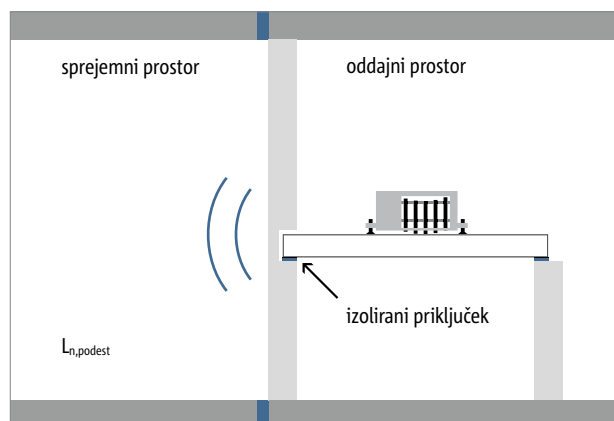 sprejemni prostor
oddajni prostor
izolirani priključek
Ln,podest